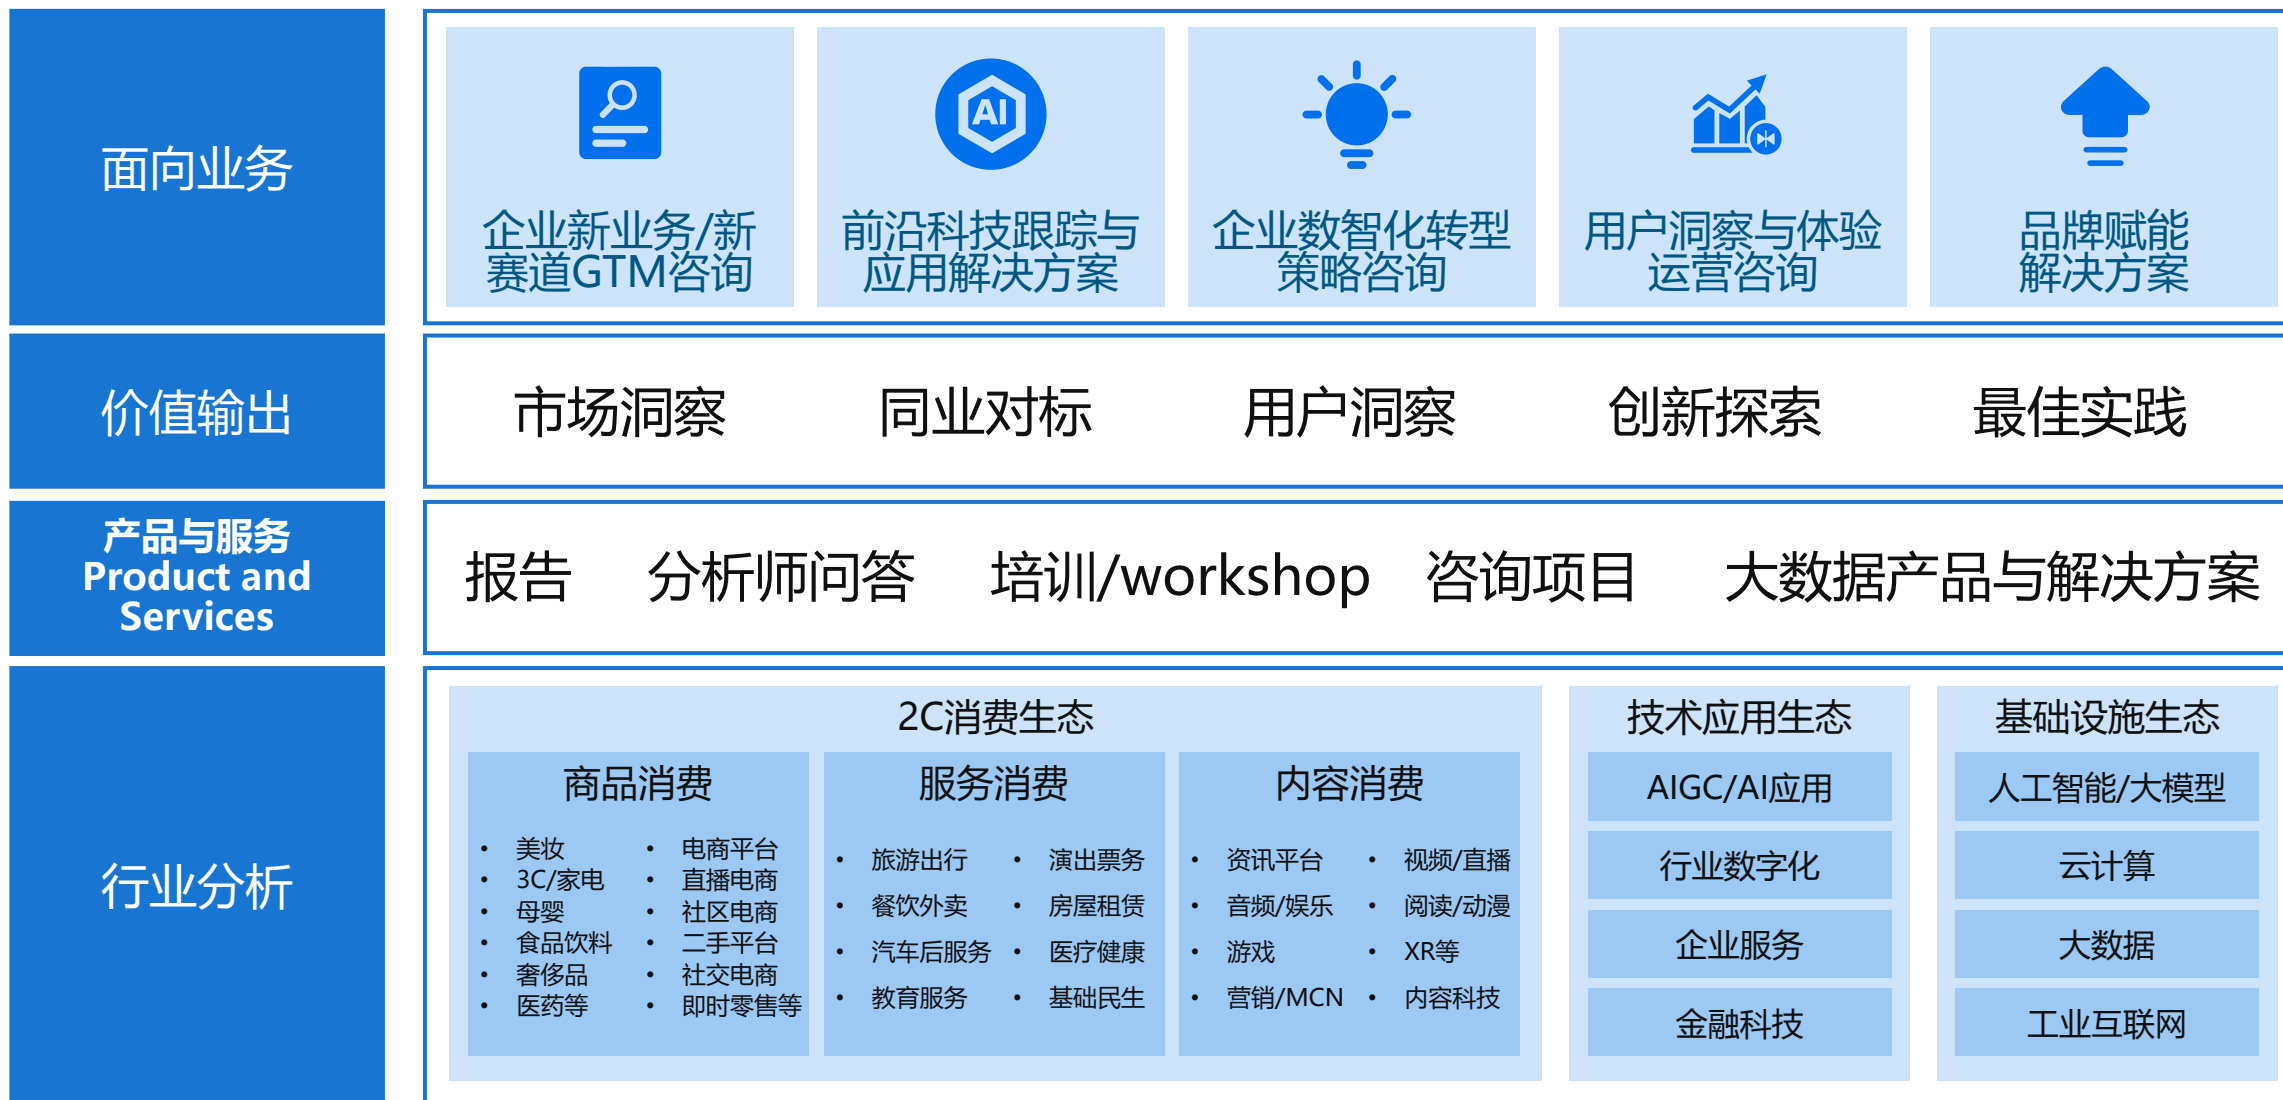 面向业务
企业新业务/新
赛道GTM咨询
AI
前沿科技跟踪与
应用解决方案
企业数智化转型
策略咨询
用户洞察与体验
运营咨询
品牌赋能
解决方案
价值输出
市场洞察
同业对标
用户洞察
创新探索
最佳实践
产品与服务
Product and
Services
报告
分析师问答
培训/workshop
咨询项目
大数据产品与解决方案
行业分析
2C消费生态
商品消费
• 美妆
• 3C/家电
• 母婴
• 食品饮料
• 奢侈品
• 医药等
• 电商平台
• 直播电商
• 社区电商
• 二手平台
• 社交电商
• 即时零售等
服务消费
• 旅游出行
• 餐饮外卖
• 汽车后服务
• 教育服务
• 演出票务
• 房屋租赁
• 医疗健康
• 基础民生
内容消费
• 资讯平台
• 音频/娱乐
• 游戏
• 营销/MCN
• 视频/直播
• 阅读/动漫
• XR等
• 内容科技
技术应用生态
AIGC/AI应用
行业数字化
企业服务
金融科技
基础设施生态
人工智能/大模型
云计算
大数据
工业互联网